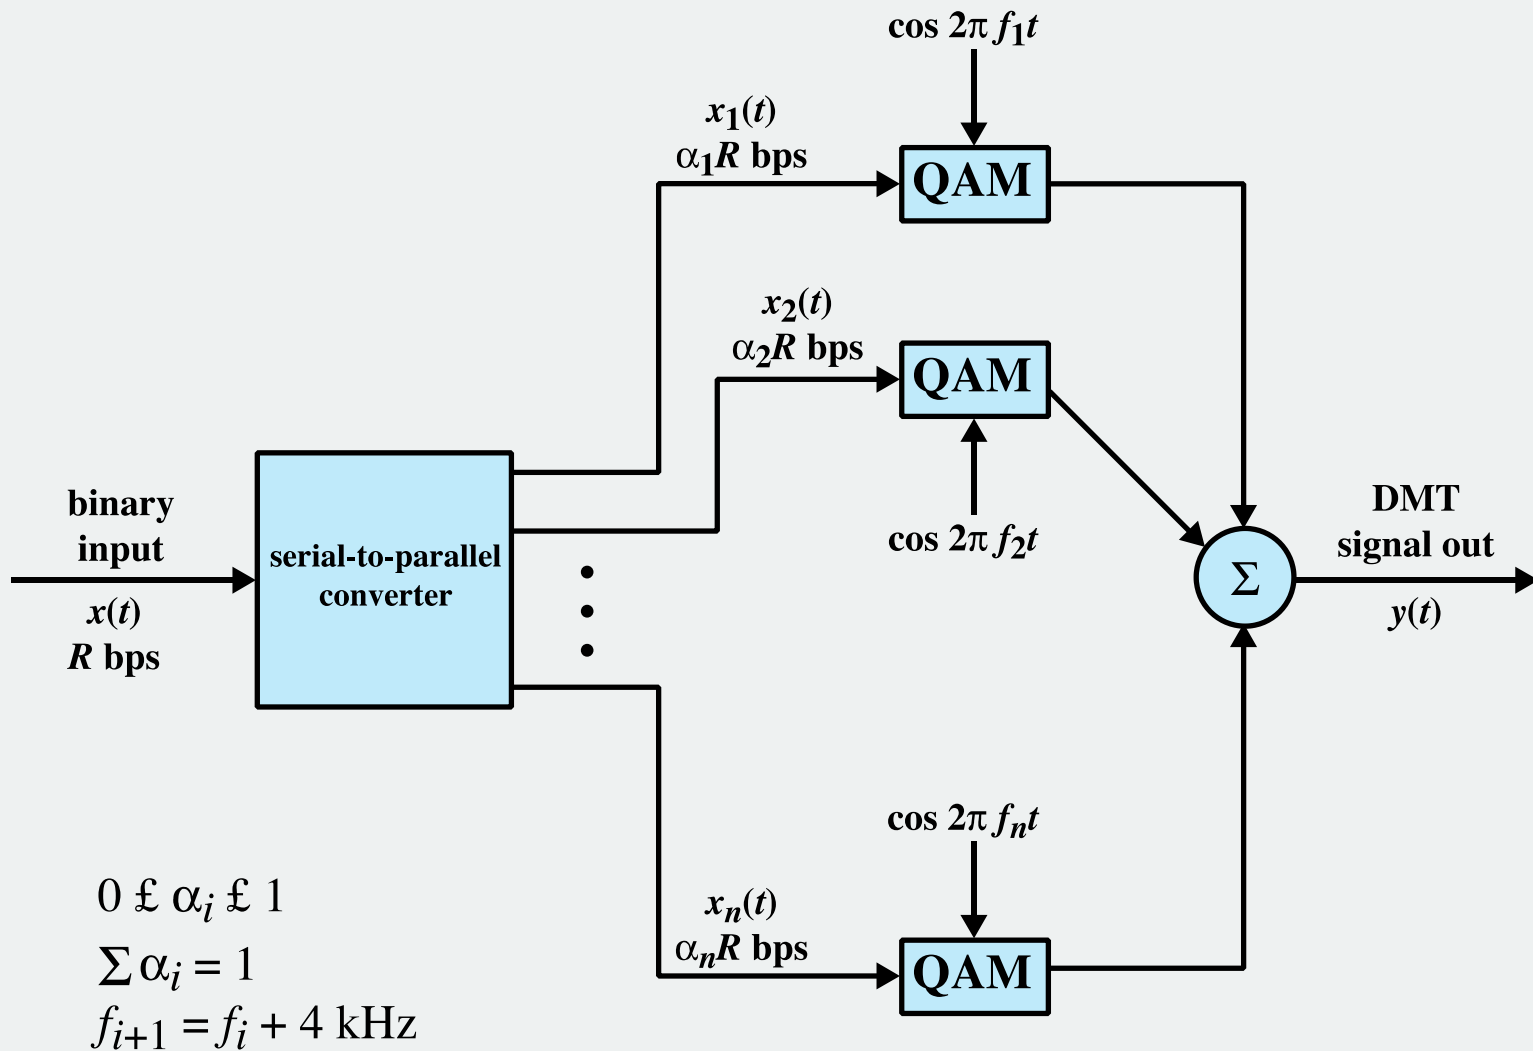 cos 2π f1t
x1(t)
α1R bps
QAM
x2(t)
α2R bps
QAM
cos 2π f2t
binary
input
x(t)
R bps
serial-to-parallel
converter
Σ
DMT
signal out
y(t)
cos 2π fnt
xn(t)
αnR bps
QAM
0 £ αi £ 1
Σ αi = 1
fi+1 = fi + 4 kHz